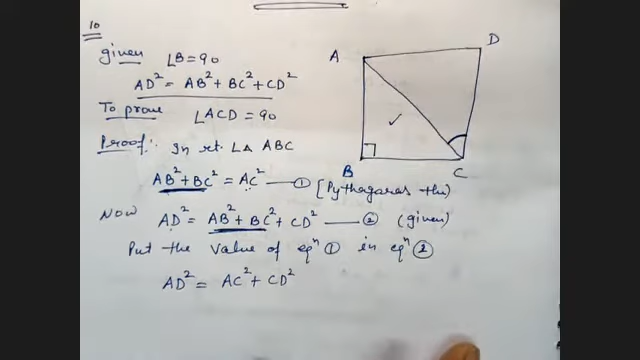 10
given ∠B = 90
AD² = AB² + BC² + CD²
To prove ∠ACD = 90
Proof:. In rt. ∠∆ ABC
AB² + BC² = AC² —① [Pythagares thm)
Now AD² = AB² + BC² + CD² —② (given)
Put the value of eqⁿ ① in eqⁿ ②
AD² = AC² + CD²
A
D
B
C